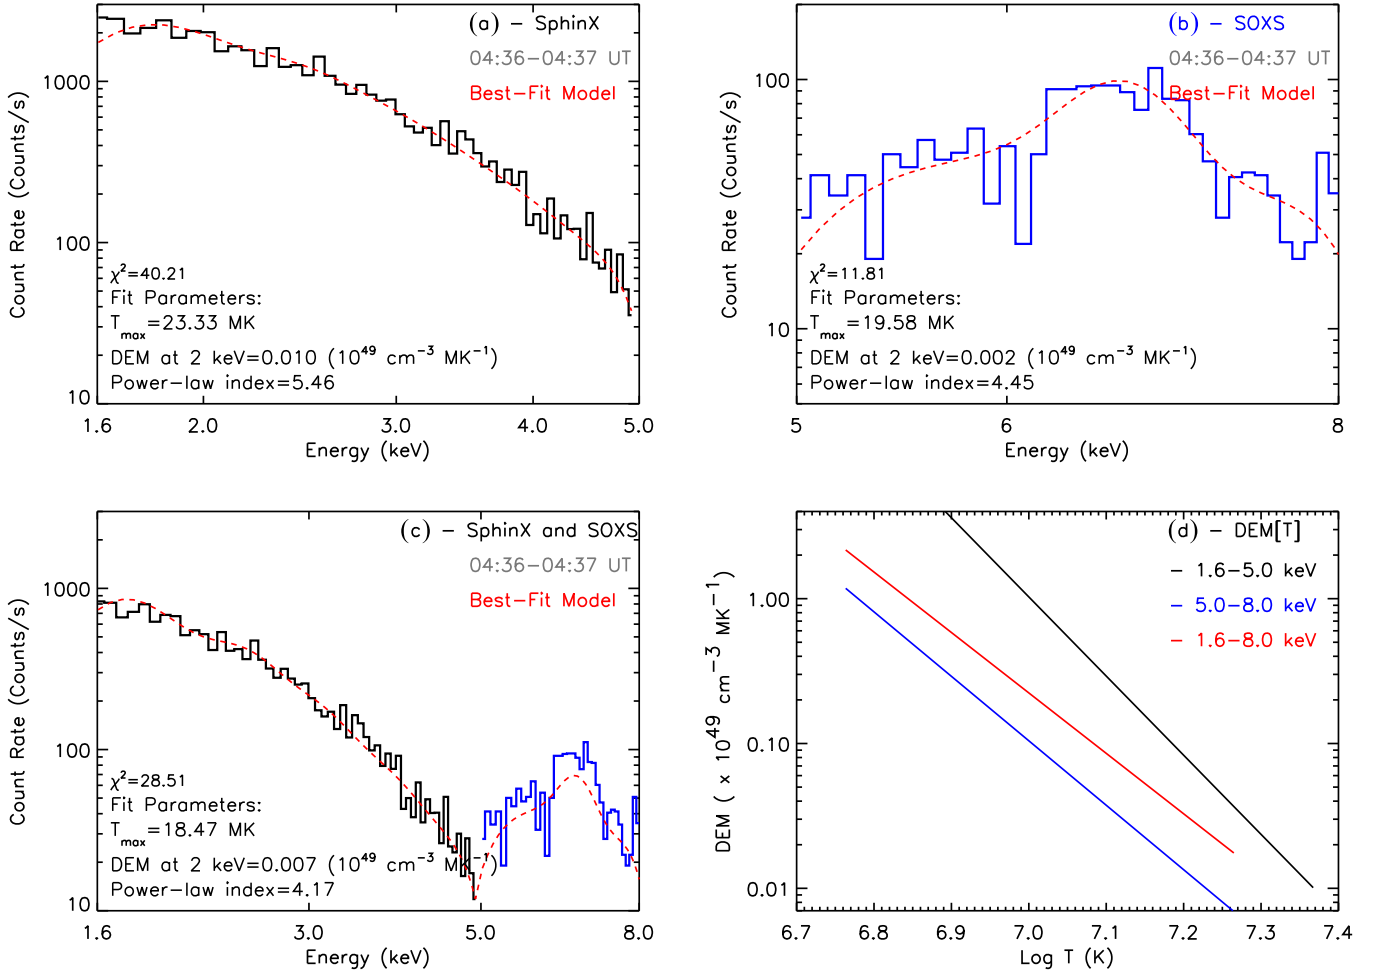 (a) − SphinX
04:36−04:37 UT
Best−Fit Model
χ²=40.21
Fit Parameters:
Tmax=23.33 MK
DEM at 2 keV=0.010 (10⁴⁹ cm⁻³ MK⁻¹)
Power−law index=5.46
Count Rate (Counts/s)
1000
100
10
1.6 2.0 3.0 4.0 5.0
Energy (keV)
(b) − SOXS
04:36−04:37 UT
Best−Fit Model
χ²=11.81
Fit Parameters:
Tmax=19.58 MK
DEM at 2 keV=0.002 (10⁴⁹ cm⁻³ MK⁻¹)
Power−law index=4.45
Count Rate (Counts/s)
100
10
5 6 8
Energy (keV)
(c) − SphinX and SOXS
04:36−04:37 UT
Best−Fit Model
χ²=28.51
Fit Parameters:
Tmax=18.47 MK
DEM at 2 keV=0.007 (10⁴⁹ cm⁻³ MK⁻¹)
Power−law index=4.17
Count Rate (Counts/s)
1000
100
10
1.6 3.0 5.0 8.0
Energy (keV)
(d) − DEM[T]
− 1.6−5.0 keV
− 5.0−8.0 keV
− 1.6−8.0 keV
DEM ( x 10⁴⁹ cm⁻³ MK⁻¹)
1.00
0.10
0.01
6.7 6.8 6.9 7.0 7.1 7.2 7.3 7.4
Log T (K)